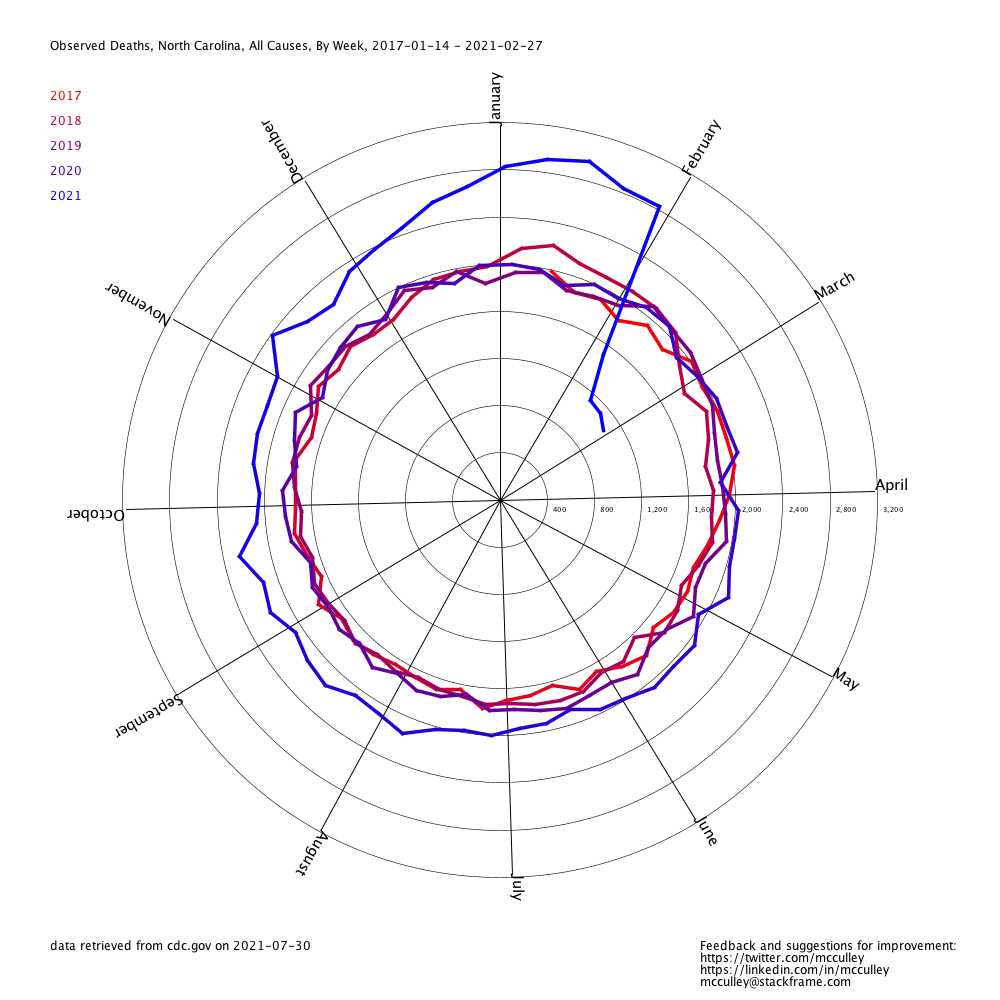 Observed Deaths, North Carolina, All Causes, By Week, 2017-01-14 - 2021-02-27
2017
2018
2019
2020
2021
January
February
March
April
May
June
July
August
September
October
November
December
400
800
1,200
1,600
2,000
2,400
2,800
3,200
data retrieved from cdc.gov on 2021-07-30
Feedback and suggestions for improvement:
https://twitter.com/mcculley
https://linkedin.com/in/mcculley
mcculley@stackframe.com